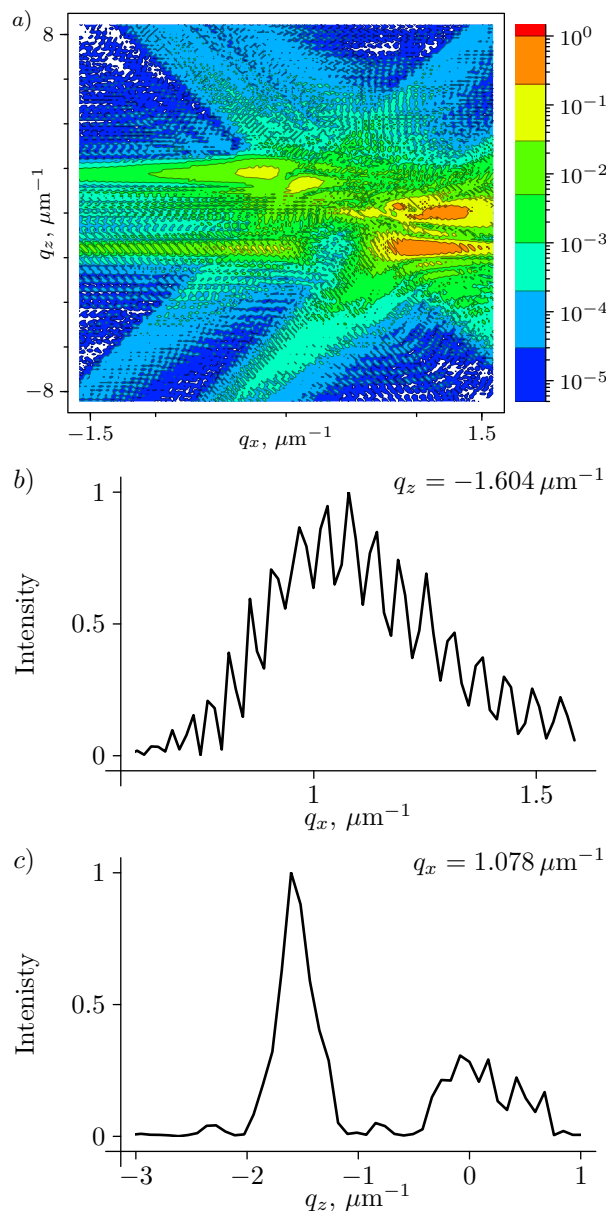 a)
8
q_z, μm⁻¹
−8
−1.5
q_x, μm⁻¹
1.5
10⁰
10⁻¹
10⁻²
10⁻³
10⁻⁴
10⁻⁵
b)
q_z = −1.604 μm⁻¹
1
Intensity
0.5
0
1
1.5
q_x, μm⁻¹
c)
q_x = 1.078 μm⁻¹
1
Intenisty
0.5
0
−3
−2
−1
0
1
q_z, μm⁻¹